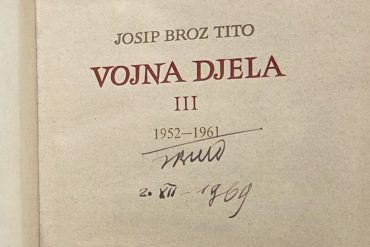 JOSIP BROZ TITO
VOJNA DJELA
III
1952—1961
2. XII - 1969